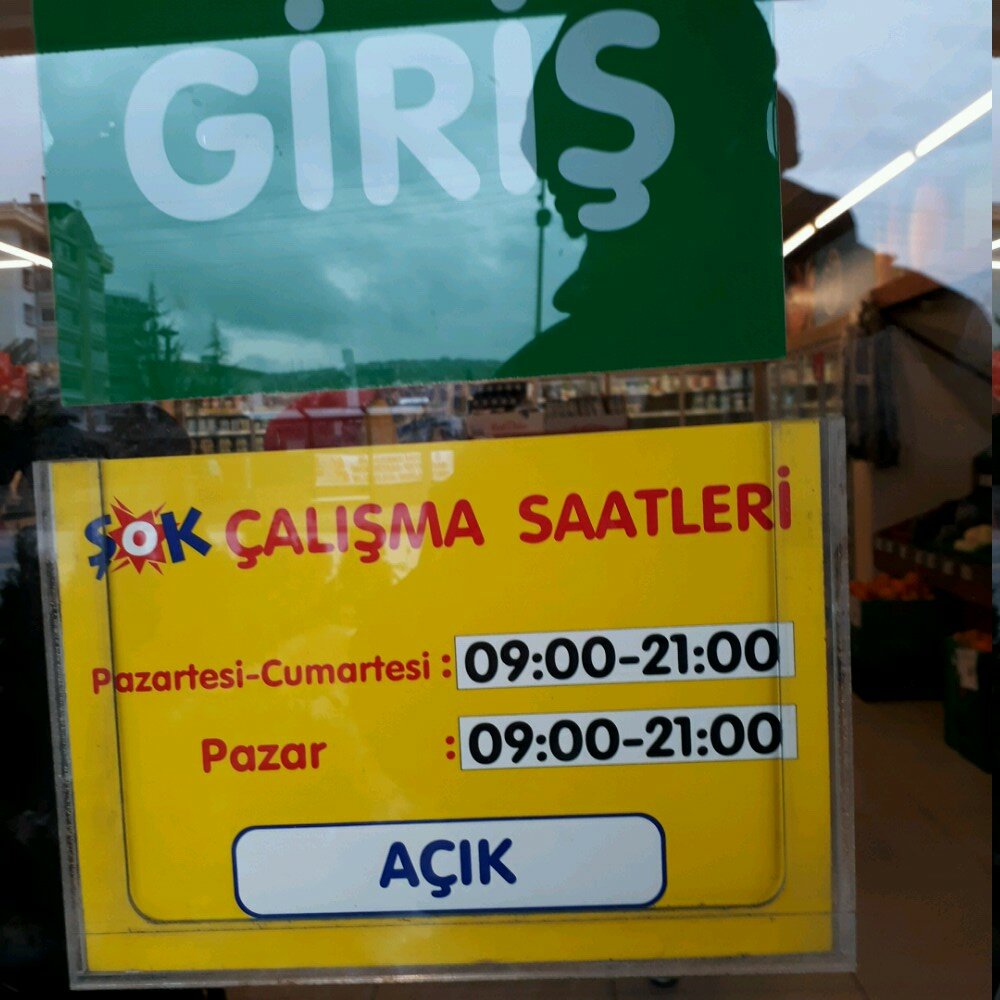 GİRİŞ
ŞOK ÇALIŞMA SAATLERİ
Pazartesi-Cumartesi : 09:00-21:00
Pazar : 09:00-21:00
AÇIK